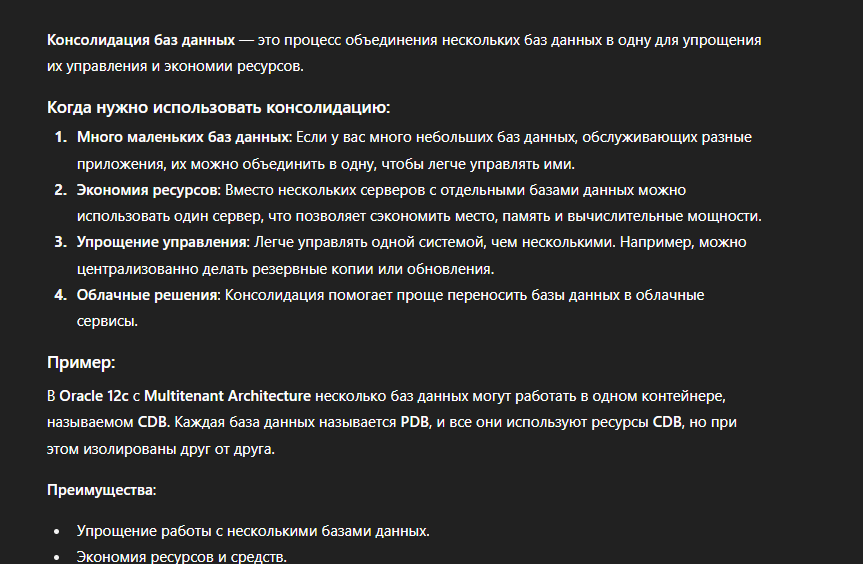 Консолидация баз данных — это процесс объединения нескольких баз данных в одну для упрощения
их управления и экономии ресурсов.
Когда нужно использовать консолидацию:
1. Много маленьких баз данных: Если у вас много небольших баз данных, обслуживающих разные
приложения, их можно объединить в одну, чтобы легче управлять ими.
2. Экономия ресурсов: Вместо нескольких серверов с отдельными базами данных можно
использовать один сервер, что позволяет сэкономить место, память и вычислительные мощности.
3. Упрощение управления: Легче управлять одной системой, чем несколькими. Например, можно
централизованно делать резервные копии или обновления.
4. Облачные решения: Консолидация помогает проще переносить базы данных в облачные
сервисы.
Пример:
В Oracle 12c с Multitenant Architecture несколько баз данных могут работать в одном контейнере,
называемом CDB. Каждая база данных называется PDB, и все они используют ресурсы CDB, но при
этом изолированы друг от друга.
Преимущества:
• Упрощение работы с несколькими базами данных.
• Экономия ресурсов и средств.